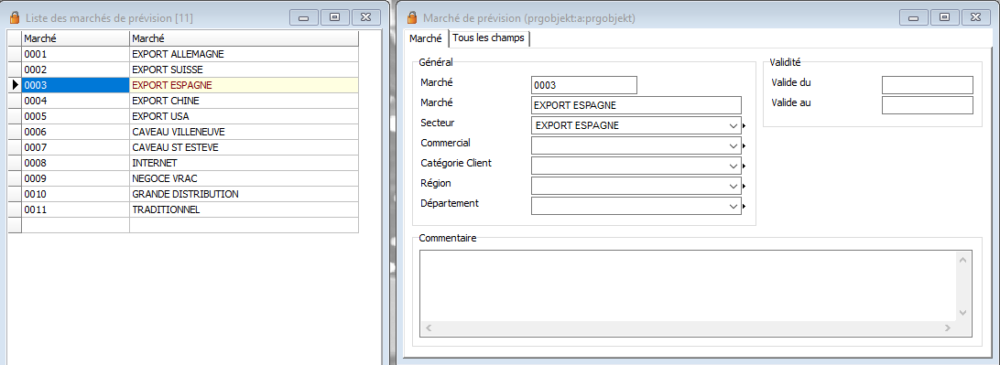 Liste des marchés de prévision [11]
Marché Marché
0001 EXPORT ALLEMAGNE
0002 EXPORT SUISSE
0003 EXPORT ESPAGNE
0004 EXPORT CHINE
0005 EXPORT USA
0006 CAVEAU VILLENEUVE
0007 CAVEAU ST ESTEVE
0008 INTERNET
0009 NEGOCE VRAC
0010 GRANDE DISTRIBUTION
0011 TRADITIONNEL
Marché de prévision (prgobjekt:a:prgobjekt)
Marché Tous les champs
Général
Marché 0003
Marché EXPORT ESPAGNE
Secteur EXPORT ESPAGNE
Commercial
Catégorie Client
Région
Département
Validité
Valide du
Valide au
Commentaire